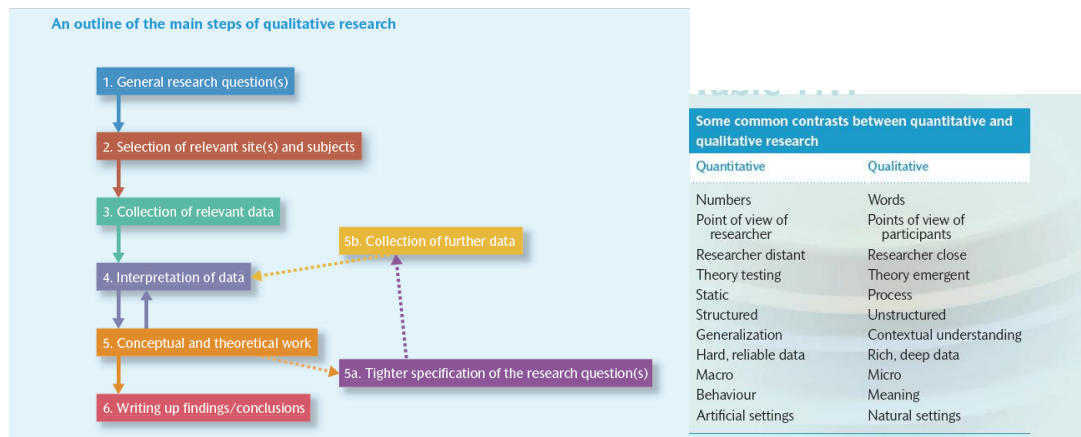 An outline of the main steps of qualitative research
1. General research question(s)
2. Selection of relevant site(s) and subjects
3. Collection of relevant data
5b. Collection of further data
4. Interpretation of data
5. Conceptual and theoretical work
5a. Tighter specification of the research question(s)
6. Writing up findings/conclusions
Some common contrasts between quantitative and
qualitative research
Quantitative Qualitative
Numbers Words
Point of view of Points of view of
researcher participants
Researcher distant Researcher close
Theory testing Theory emergent
Static Process
Structured Unstructured
Generalization Contextual understanding
Hard, reliable data Rich, deep data
Macro Micro
Behaviour Meaning
Artificial settings Natural settings